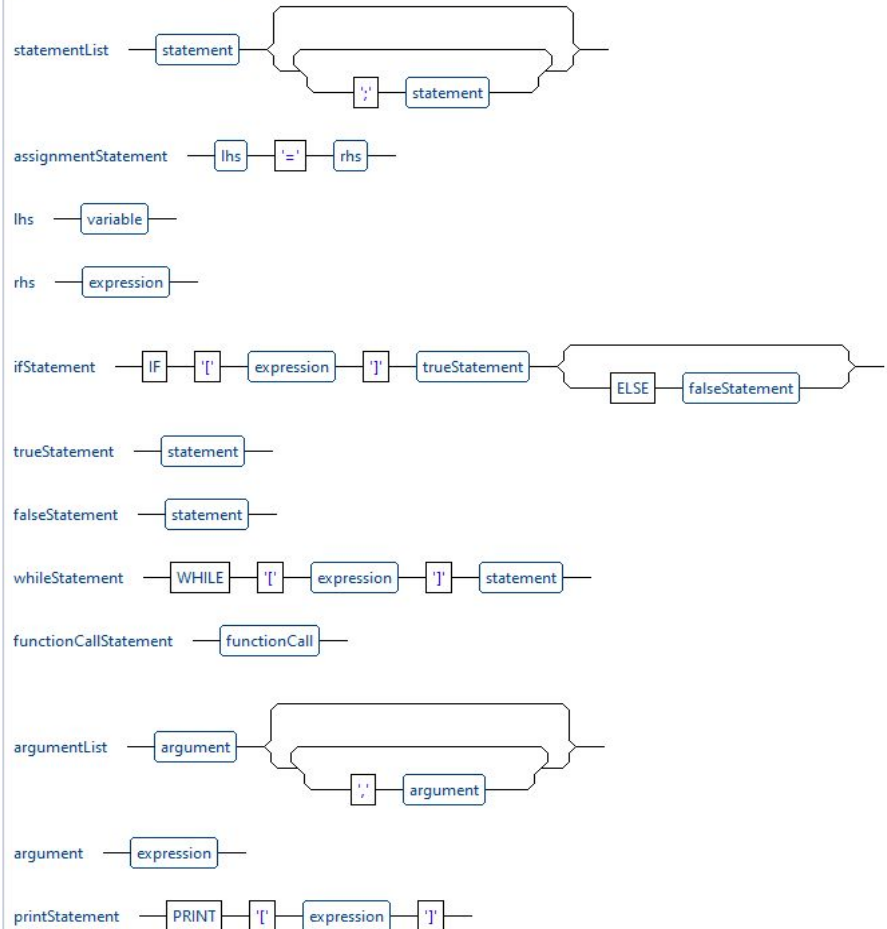 statementList statement
';' statement
assignmentStatement lhs '=' rhs
lhs variable
rhs expression
ifStatement IF '[' expression ']' trueStatement
ELSE falseStatement
trueStatement statement
falseStatement statement
whileStatement WHILE '[' expression ']' statement
functionCallStatement functionCall
argumentList argument
',' argument
argument expression
printStatement PRINT '[' expression ']'